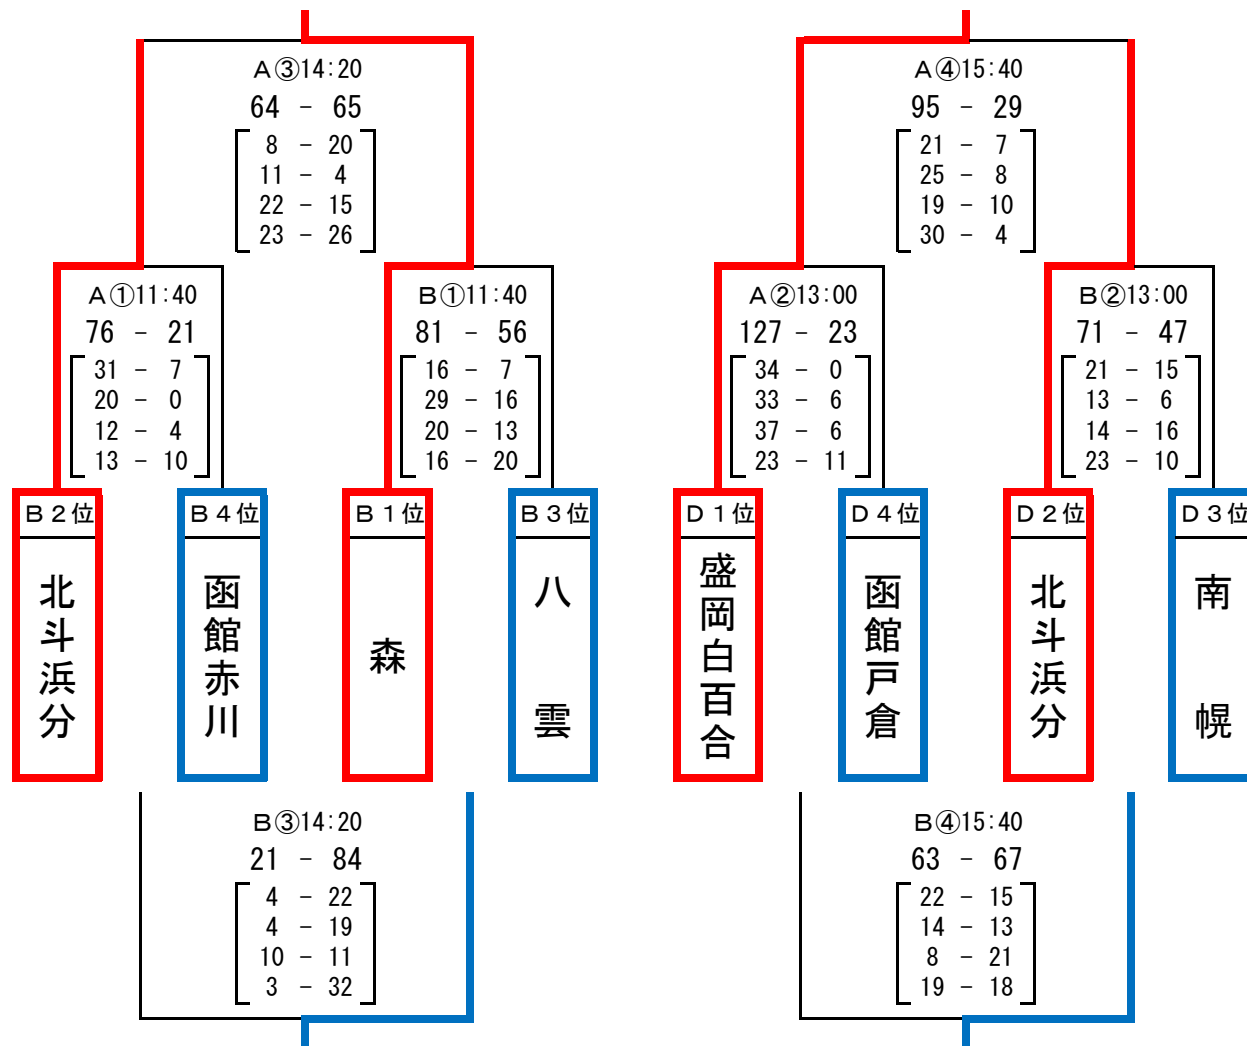 A③14:20
64 － 65
8 － 20
11 － 4
22 － 15
23 － 26
A④15:40
95 － 29
21 － 7
25 － 8
19 － 10
30 － 4
A①11:40
76 － 21
31 － 7
20 － 0
12 － 4
13 － 10
B①11:40
81 － 56
16 － 7
29 － 16
20 － 13
16 － 20
A②13:00
127 － 23
34 － 0
33 － 6
37 － 6
23 － 11
B②13:00
71 － 47
21 － 15
13 － 6
14 － 16
23 － 10
B２位
北斗浜分
B４位
函館赤川
B１位
森
B３位
八雲
D１位
盛岡白百合
D４位
函館戸倉
D２位
北斗浜分
D３位
南幌
B③14:20
21 － 84
4 － 22
4 － 19
10 － 11
3 － 32
B④15:40
63 － 67
22 － 15
14 － 13
8 － 21
19 － 18